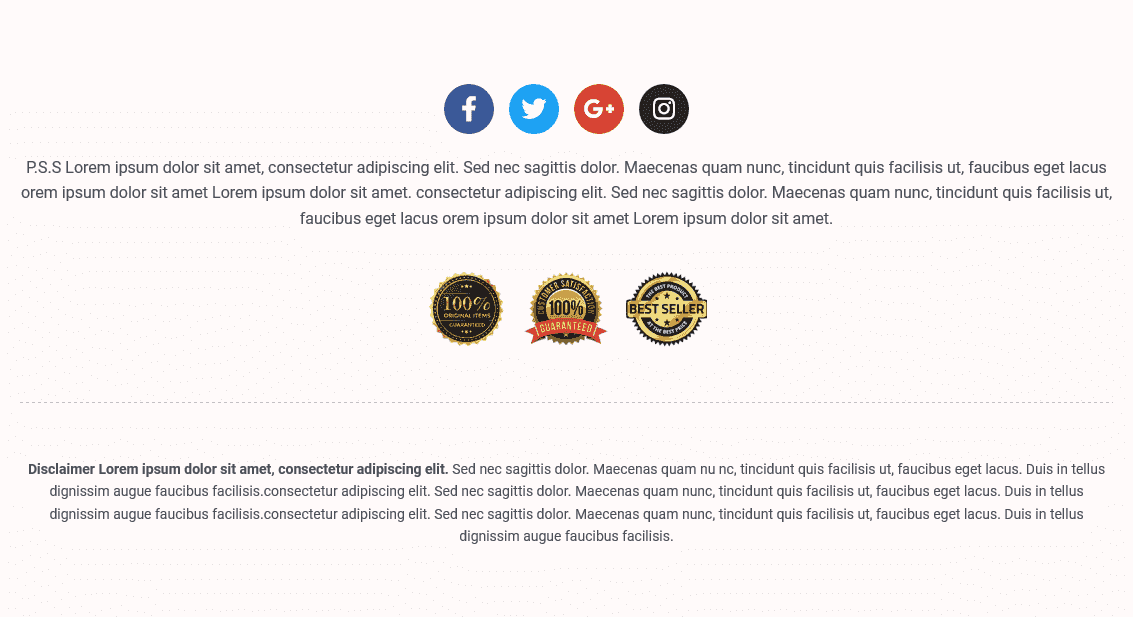 P.S.S Lorem ipsum dolor sit amet, consectetur adipiscing elit. Sed nec sagittis dolor. Maecenas quam nunc, tincidunt quis facilisis ut, faucibus eget lacus
orem ipsum dolor sit amet Lorem ipsum dolor sit amet. consectetur adipiscing elit. Sed nec sagittis dolor. Maecenas quam nunc, tincidunt quis facilisis ut,
faucibus eget lacus orem ipsum dolor sit amet Lorem ipsum dolor sit amet.
100%
ORIGINAL ITEMS
GUARANTEED
CUSTOMER SATISFACTION
100%
GUARANTEED
THE BEST PRODUCT
BEST SELLER
AT THE BEST PRICE
Disclaimer Lorem ipsum dolor sit amet, consectetur adipiscing elit. Sed nec sagittis dolor. Maecenas quam nu nc, tincidunt quis facilisis ut, faucibus eget lacus. Duis in tellus
dignissim augue faucibus facilisis.consectetur adipiscing elit. Sed nec sagittis dolor. Maecenas quam nunc, tincidunt quis facilisis ut, faucibus eget lacus. Duis in tellus
dignissim augue faucibus facilisis.consectetur adipiscing elit. Sed nec sagittis dolor. Maecenas quam nunc, tincidunt quis facilisis ut, faucibus eget lacus. Duis in tellus
dignissim augue faucibus facilisis.